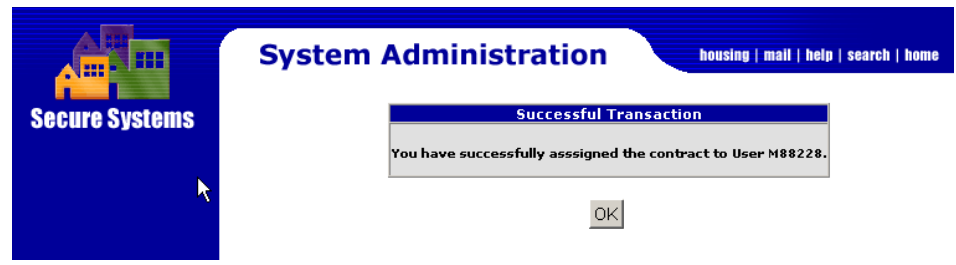 System Administration
housing | mail | help | search | home
Secure Systems
Successful Transaction
You have successfully asssigned the contract to User M88228.
OK